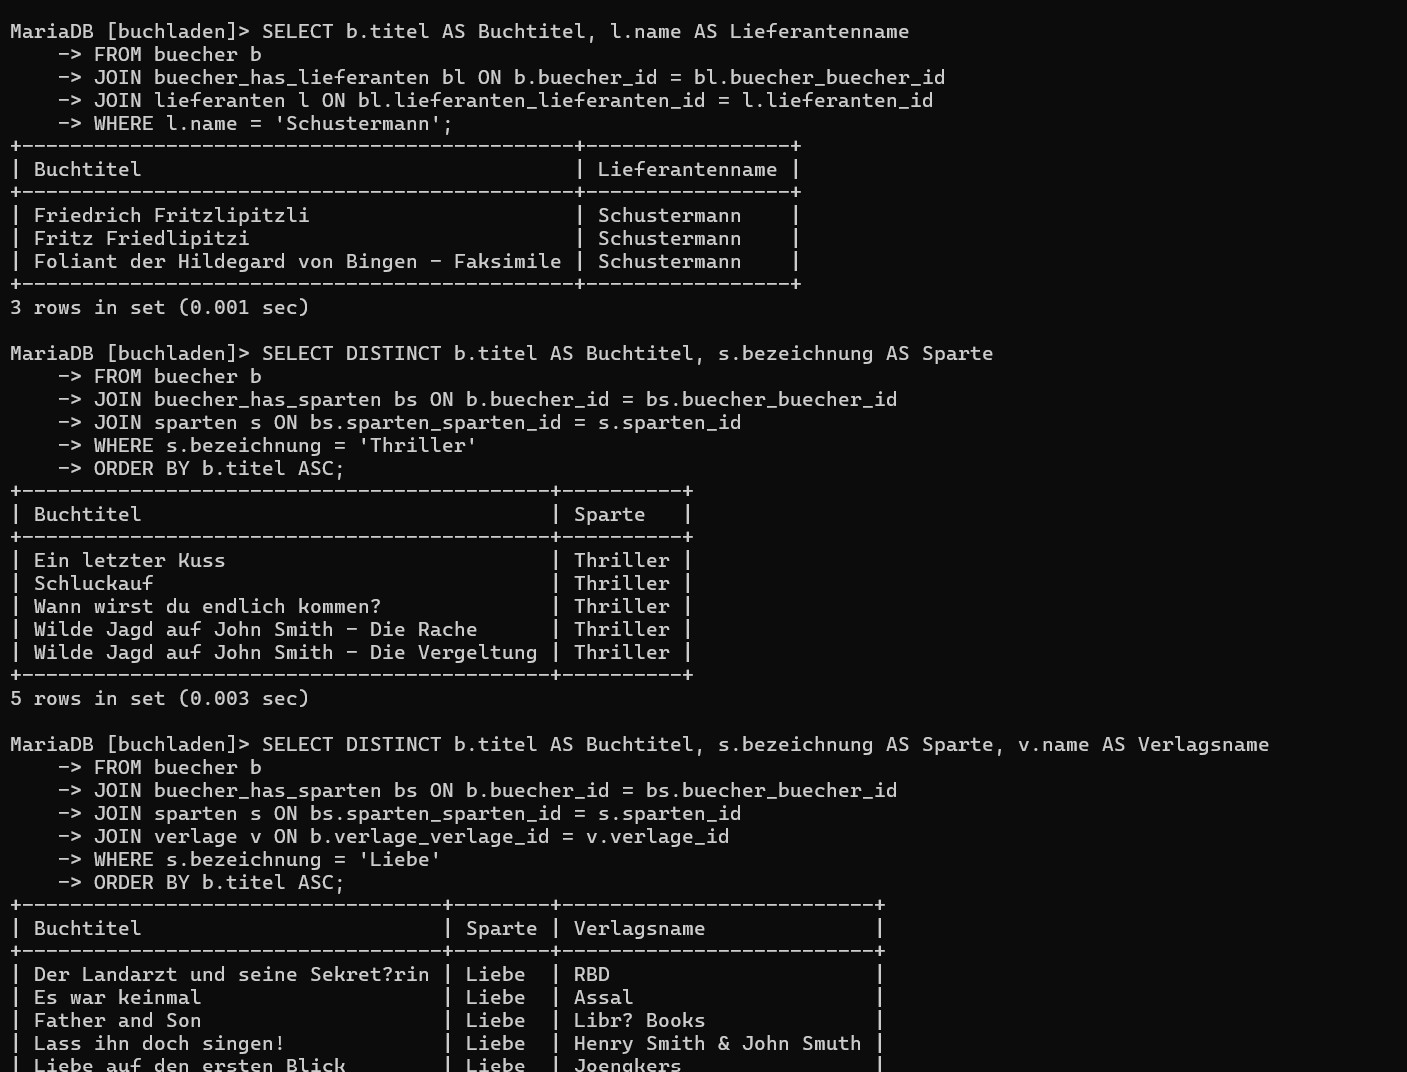 MariaDB [buchladen]> SELECT b.titel AS Buchtitel, l.name AS Lieferantenname
    -> FROM buecher b
    -> JOIN buecher_has_lieferanten bl ON b.buecher_id = bl.buecher_buecher_id
    -> JOIN lieferanten l ON bl.lieferanten_lieferanten_id = l.lieferanten_id
    -> WHERE l.name = 'Schustermann';
+----------------------------------------------+-----------------+
| Buchtitel                                    | Lieferantenname |
+----------------------------------------------+-----------------+
| Friedrich Fritzlipitzli                      | Schustermann    |
| Fritz Friedlipitzi                           | Schustermann    |
| Foliant der Hildegard von Bingen - Faksimile | Schustermann    |
+----------------------------------------------+-----------------+
3 rows in set (0.001 sec)

MariaDB [buchladen]> SELECT DISTINCT b.titel AS Buchtitel, s.bezeichnung AS Sparte
    -> FROM buecher b
    -> JOIN buecher_has_sparten bs ON b.buecher_id = bs.buecher_buecher_id
    -> JOIN sparten s ON bs.sparten_sparten_id = s.sparten_id
    -> WHERE s.bezeichnung = 'Thriller'
    -> ORDER BY b.titel ASC;
+--------------------------------------------+----------+
| Buchtitel                                  | Sparte   |
+--------------------------------------------+----------+
| Ein letzter Kuss                           | Thriller |
| Schluckauf                                 | Thriller |
| Wann wirst du endlich kommen?              | Thriller |
| Wilde Jagd auf John Smith - Die Rache      | Thriller |
| Wilde Jagd auf John Smith - Die Vergeltung | Thriller |
+--------------------------------------------+----------+
5 rows in set (0.003 sec)

MariaDB [buchladen]> SELECT DISTINCT b.titel AS Buchtitel, s.bezeichnung AS Sparte, v.name AS Verlagsname
    -> FROM buecher b
    -> JOIN buecher_has_sparten bs ON b.buecher_id = bs.buecher_buecher_id
    -> JOIN sparten s ON bs.sparten_sparten_id = s.sparten_id
    -> JOIN verlage v ON b.verlage_verlage_id = v.verlage_id
    -> WHERE s.bezeichnung = 'Liebe'
    -> ORDER BY b.titel ASC;
+-----------------------------------+--------+--------------------------+
| Buchtitel                         | Sparte | Verlagsname              |
+-----------------------------------+--------+--------------------------+
| Der Landarzt und seine Sekret?rin | Liebe  | RBD                      |
| Es war keinmal                    | Liebe  | Assal                    |
| Father and Son                    | Liebe  | Libr? Books              |
| Lass ihn doch singen!             | Liebe  | Henry Smith & John Smuth |
| Liebe auf den ersten Blick        | Liebe  | Joengkers                |